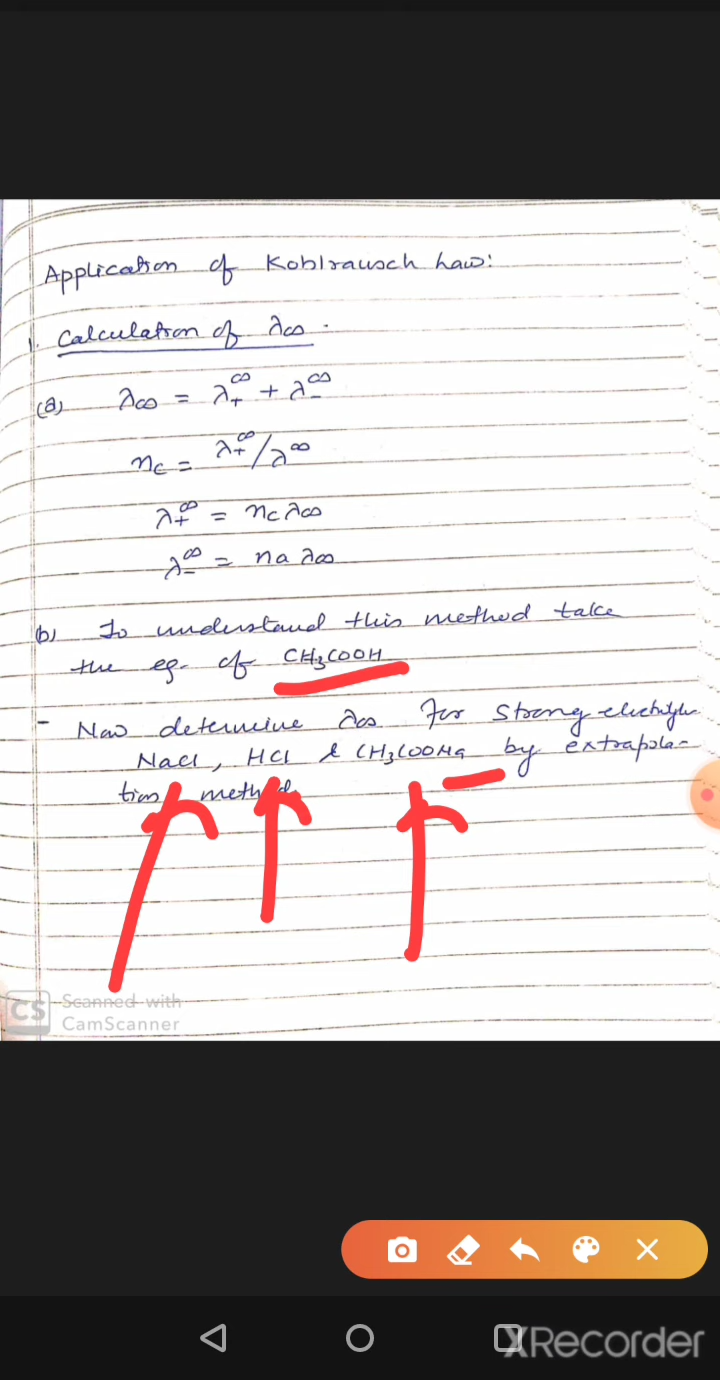 Application of Kohlrausch Law:
1. Calculation of λ∞ .
(a) λ∞ = λ₊^∞ + λ₋^∞
nc = λ₊^∞/λ^∞
λ₊^∞ = nc λ∞
λ₋^∞ = na λ∞
(b) To understand this method take
the eg. of CH₃COOH
- Now determine λ∞ for strong electrolyte
NaCl, HCl & CH₃COONa by extrapola-
tion method.
CS Scanned with
CamScanner
XRecorder